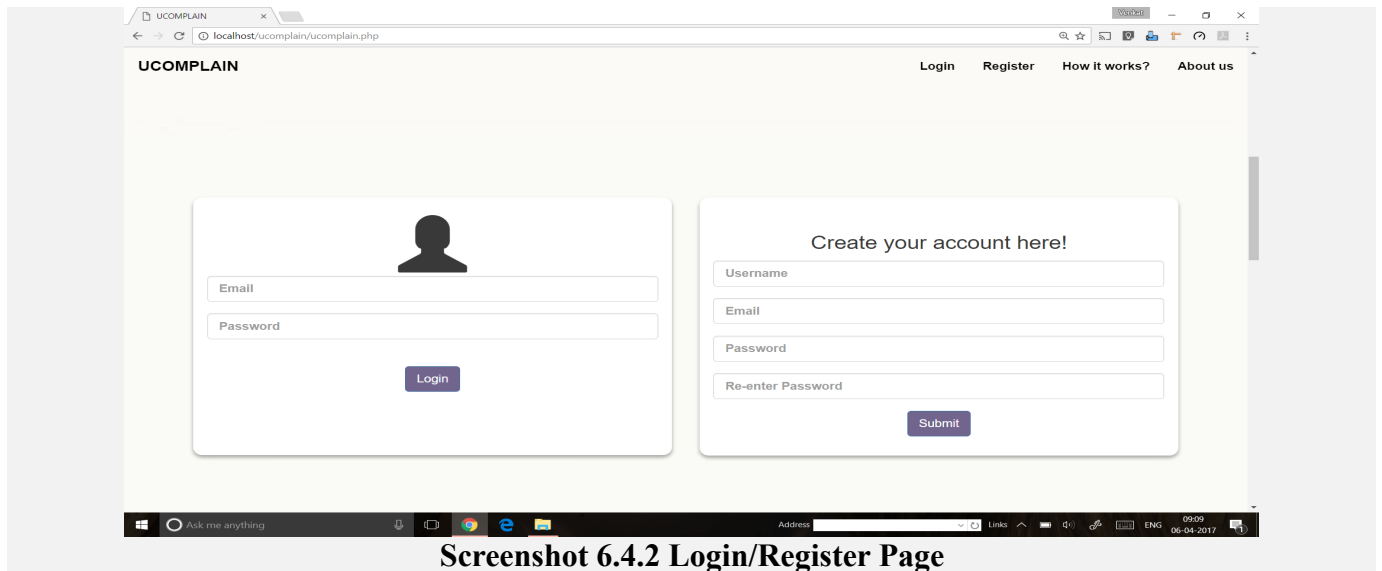 UCOMPLAIN
Venkat
localhost/ucomplain/ucomplain.php
UCOMPLAIN Login Register How it works? About us
Email
Password
Login
Create your account here!
Username
Email
Password
Re-enter Password
Submit
Ask me anything Address Links ENG 09:09
06-04-2017
1
Screenshot 6.4.2 Login/Register Page